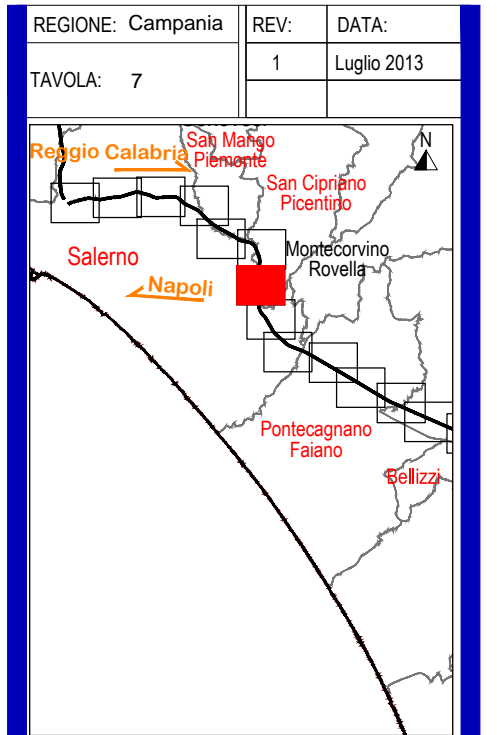 REGIONE: Campania
REV:
DATA:
TAVOLA: 7
1
Luglio 2013
San Mango
Piemonte
N
Reggio Calabria
San Cipriano
Picentino
Montecorvino
Rovella
Salerno
Napoli
Pontecagnano
Faiano
Bellizzi